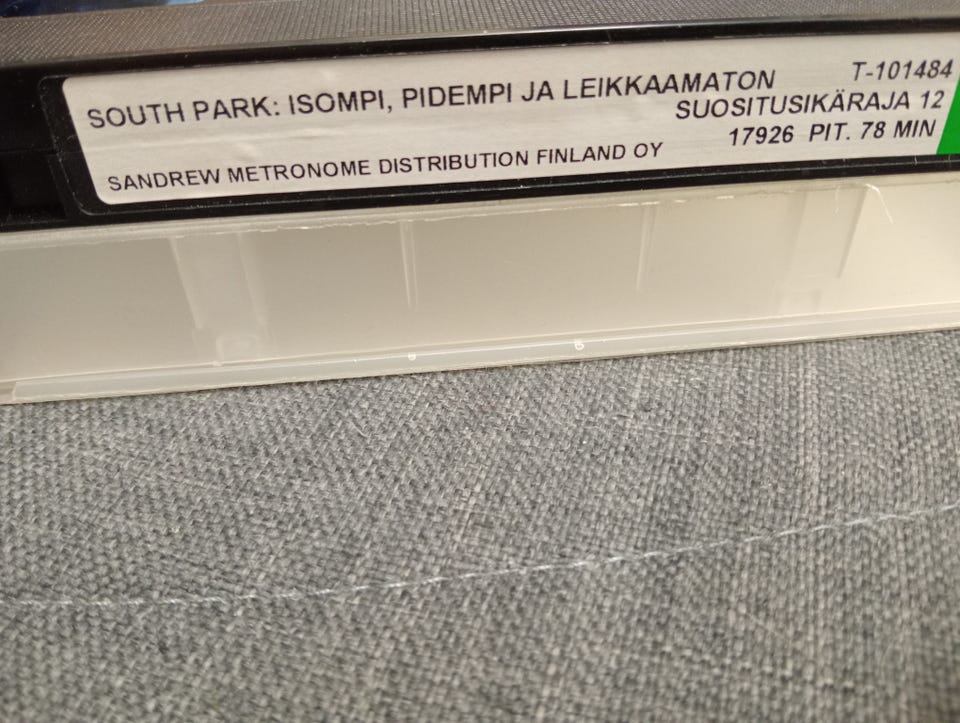 SOUTH PARK: ISOMPI, PIDEMPI JA LEIKKAAMATON
T-101484
SUOSITUSIKÄRAJA 12
17926 PIT. 78 MIN
SANDREW METRONOME DISTRIBUTION FINLAND OY